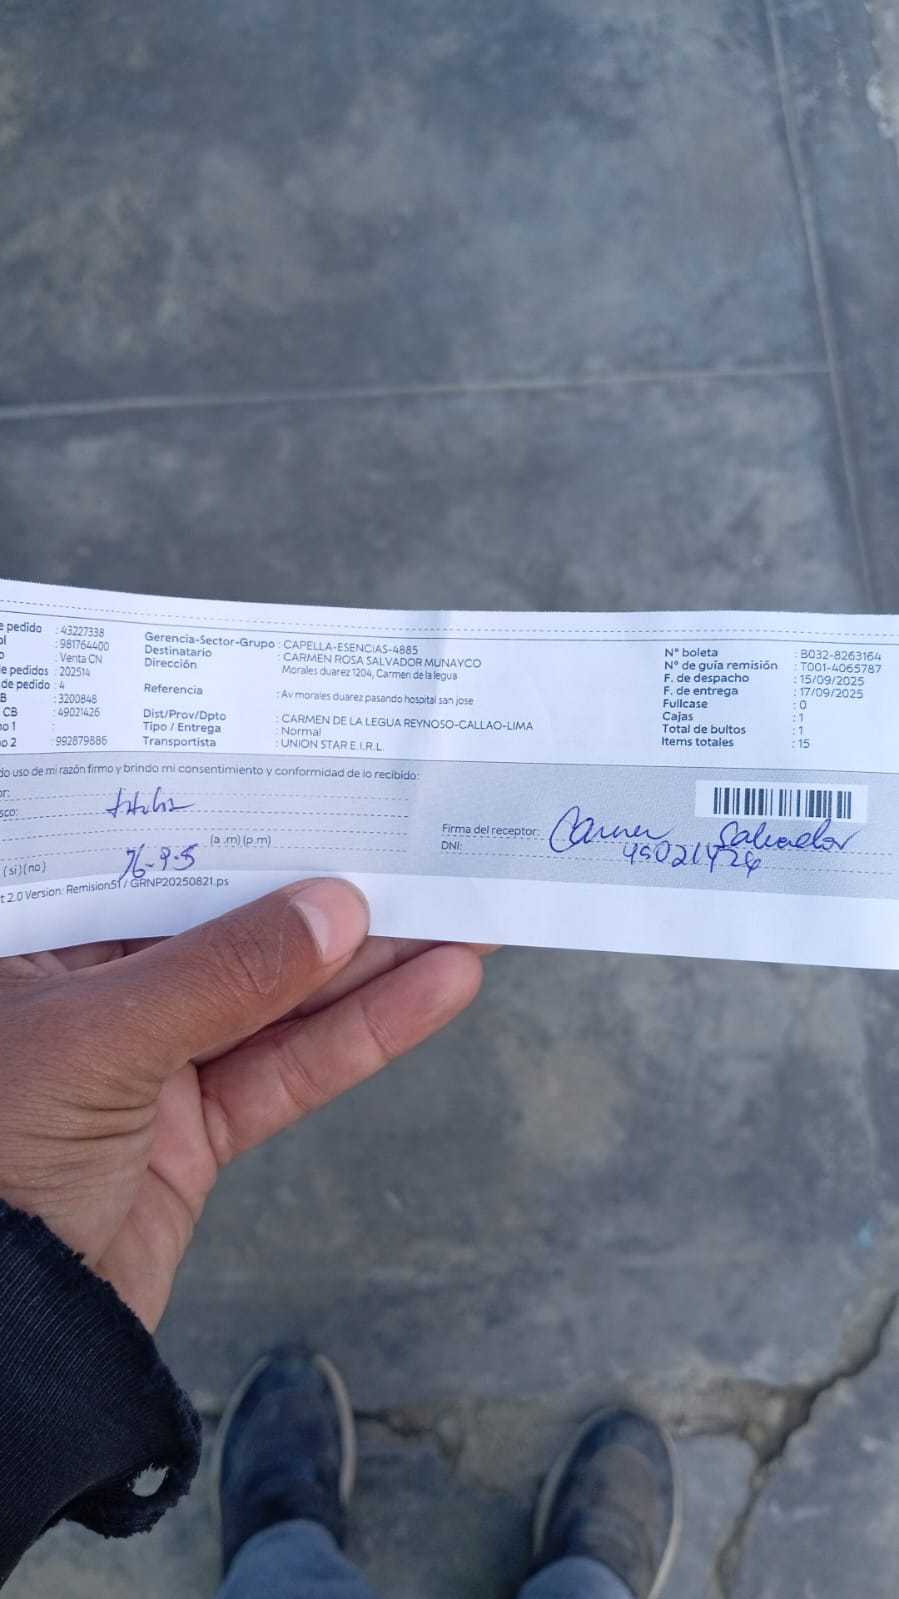 e pedido : 43227338
ol : 981764400
o : Venta CN
e pedidos : 202514
de pedido : 4
B : 3200848
CB : 49021426
no 1 :
no 2 : 992879886
Gerencia-Sector-Grupo : CAPELLA-ESENCIAS-4885
Destinatario : CARMEN ROSA SALVADOR MUNAYCO
Dirección Morales duarez 1204, Carmen de la legua
Referencia : Av morales duarez pasando hospital san jose
Dist/Prov/Dpto : CARMEN DE LA LEGUA REYNOSO-CALLAO-LIMA
Tipo / Entrega : Normal
Transportista : UNION STAR E.I.R.L.
N° boleta : B032-8263164
N° de guía remisión : T001-4065787
F. de despacho : 15/09/2025
F. de entrega : 17/09/2025
Fullcase : 0
Cajas : 1
Total de bultos : 1
Items totales : 15
do uso de mi razón firmo y brindo mi consentimiento y conformidad de lo recibido:
or:
sco:
(a .m) (p.m)
(si) (no)
Firma del receptor: Carmen Salvador
DNI:
t 2.0 Version: Remision51 / GRNP20250821.ps